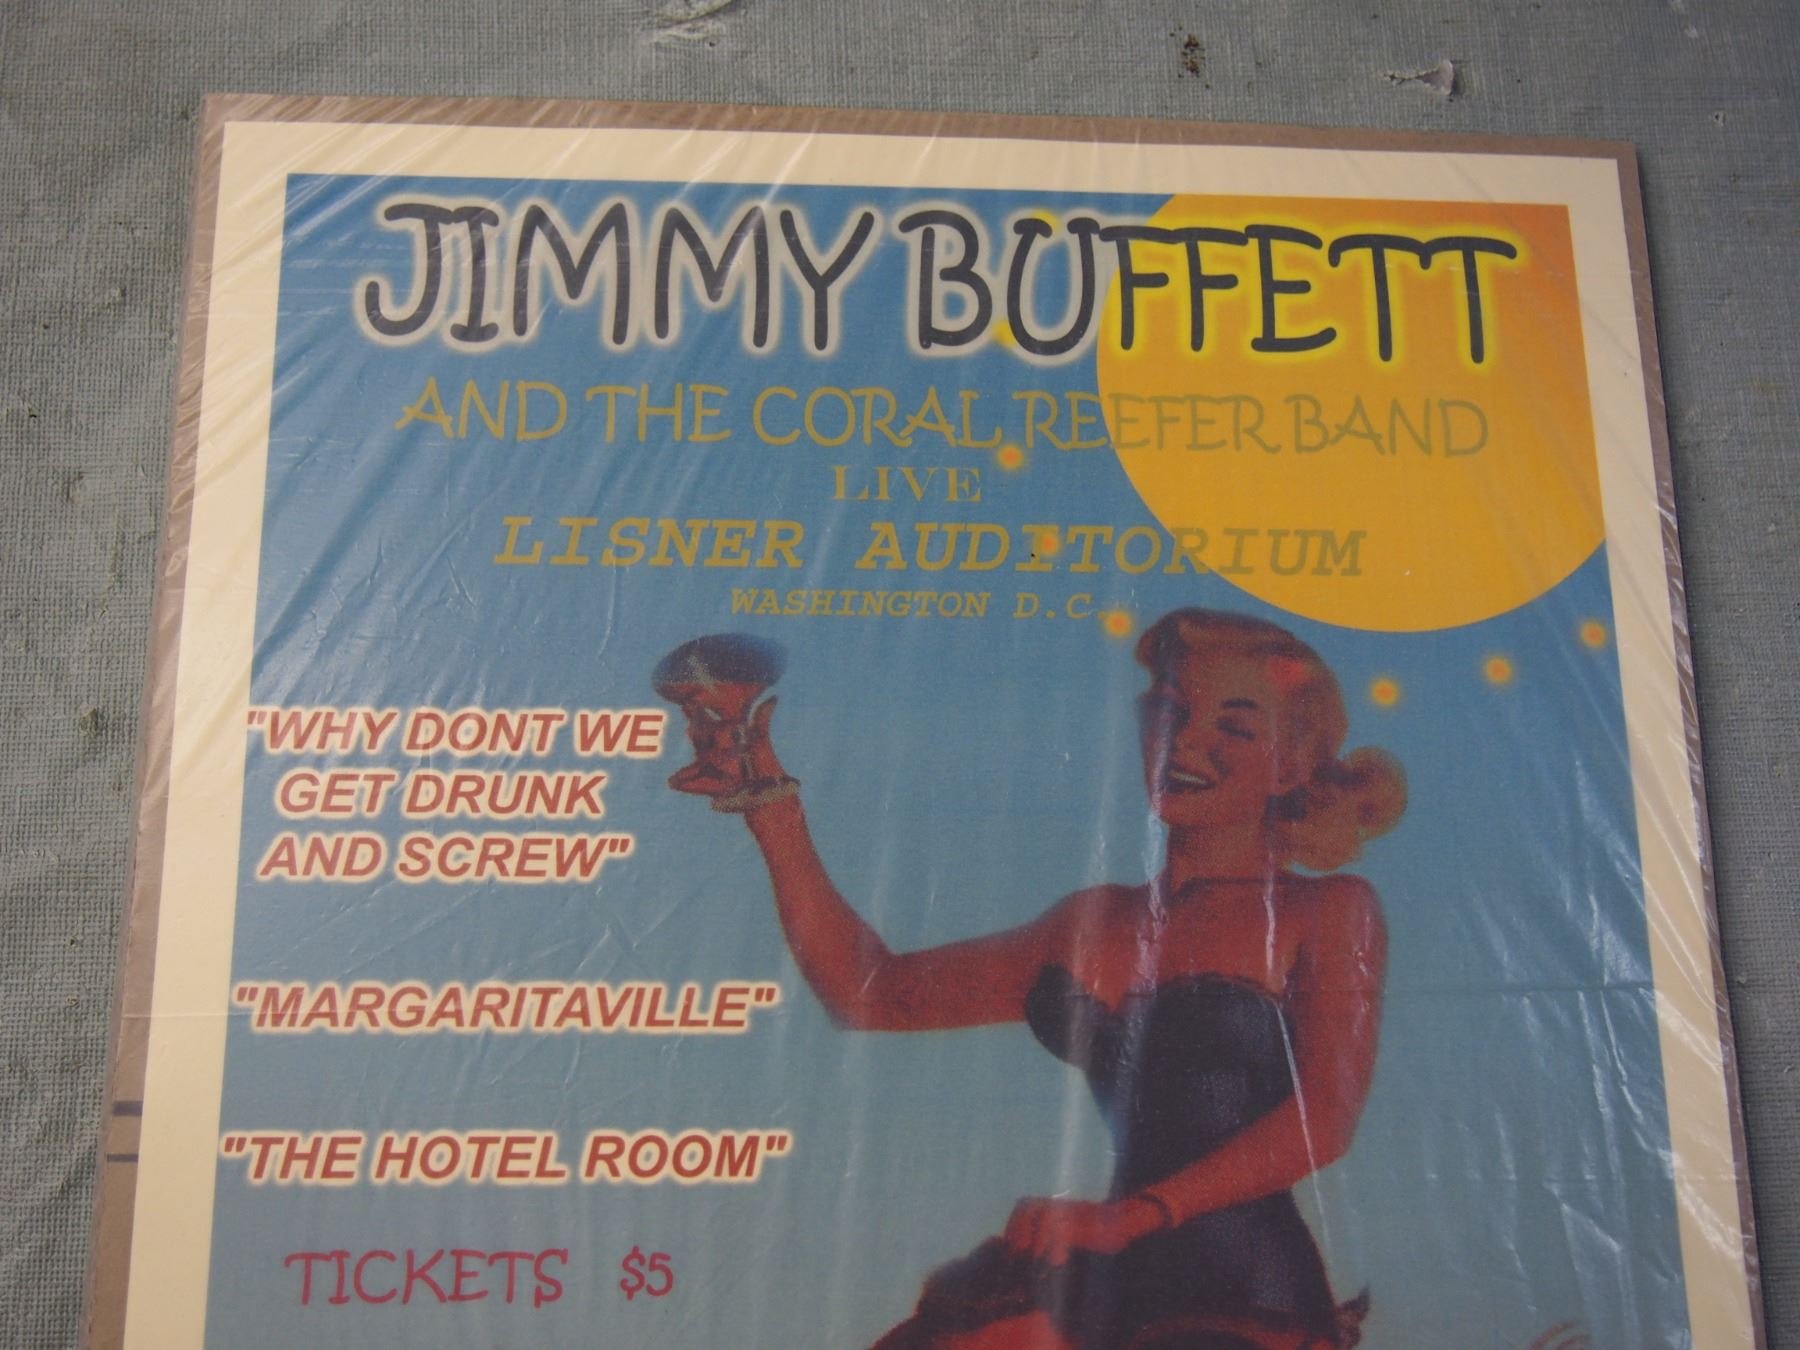 JIMMY BUFFETT
AND THE CORAL REEFER BAND
LIVE
LISNER AUDITORIUM
WASHINGTON D.C.
"WHY DONT WE
GET DRUNK
AND SCREW"
"MARGARITAVILLE"
"THE HOTEL ROOM"
TICKETS $5